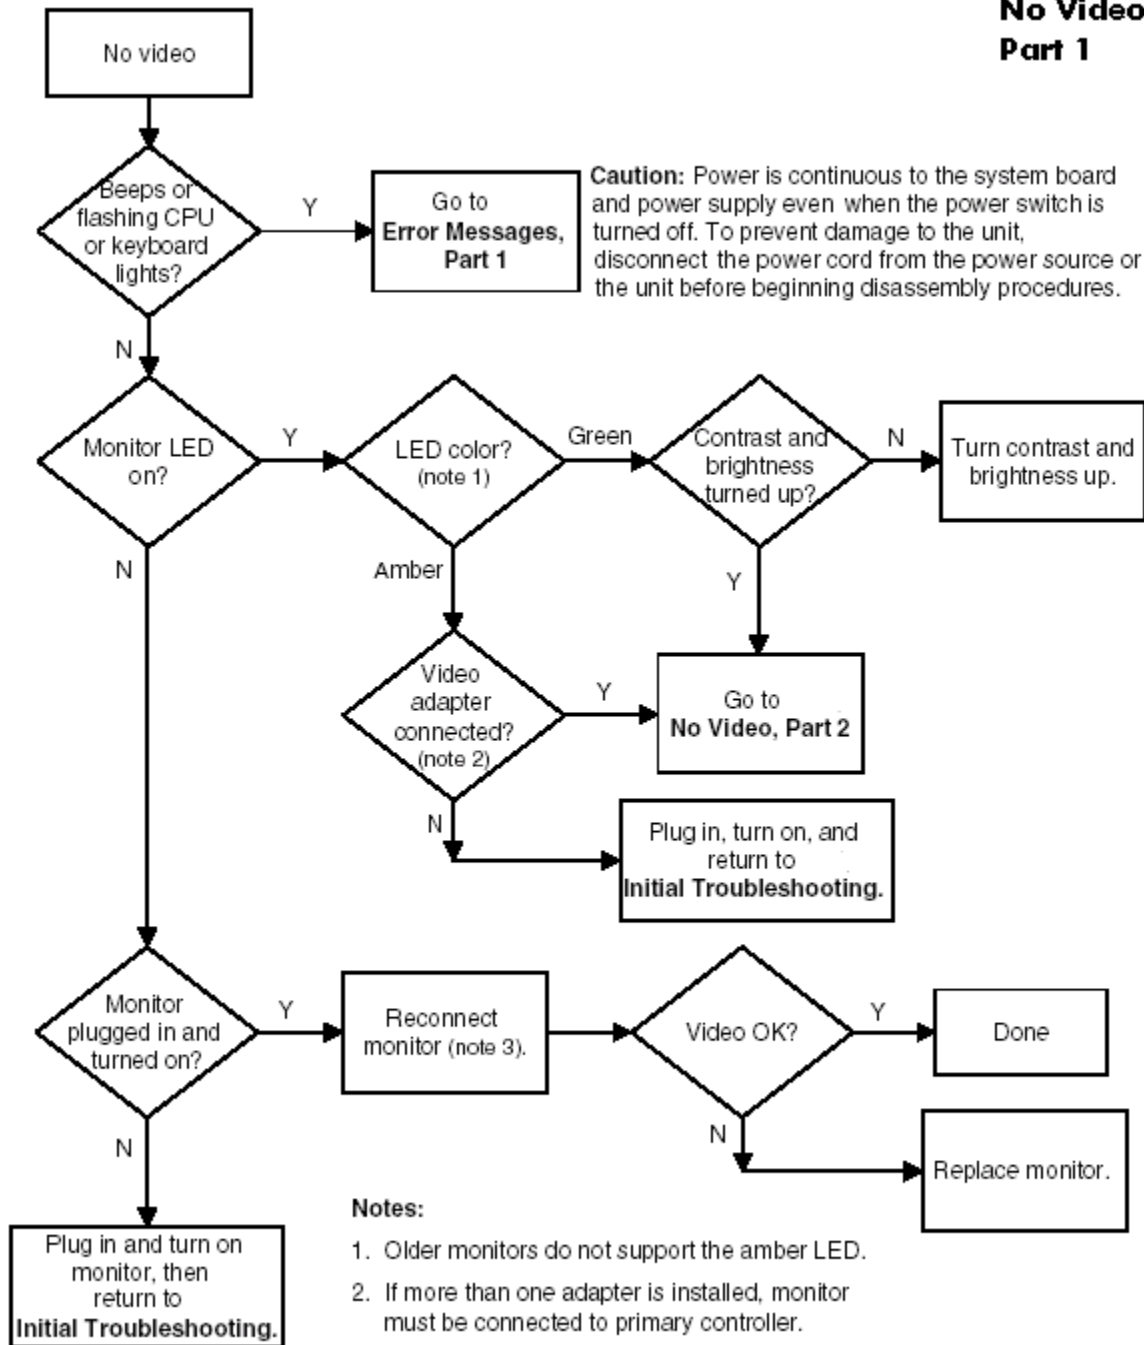 No Video
Part 1
No video
Beeps or
flashing CPU
or keyboard
lights?
Y
Go to
Error Messages,
Part 1
Caution: Power is continuous to the system board
and power supply even when the power switch is
turned off. To prevent damage to the unit,
disconnect the power cord from the power source or
the unit before beginning disassembly procedures.
N
Monitor LED
on?
Y
LED color?
(note 1)
Green
Contrast and
brightness
turned up?
N
Turn contrast and
brightness up.
N
Amber
Y
Video
adapter
connected?
(note 2)
Y
Go to
No Video, Part 2
N
Plug in, turn on, and
return to
Initial Troubleshooting.
Monitor
plugged in and
turned on?
Y
Reconnect
monitor (note 3).
Video OK?
Y
Done
N
N
Replace monitor.
Plug in and turn on
monitor, then
return to
Initial Troubleshooting.
Notes:
1. Older monitors do not support the amber LED.
2. If more than one adapter is installed, monitor
must be connected to primary controller.